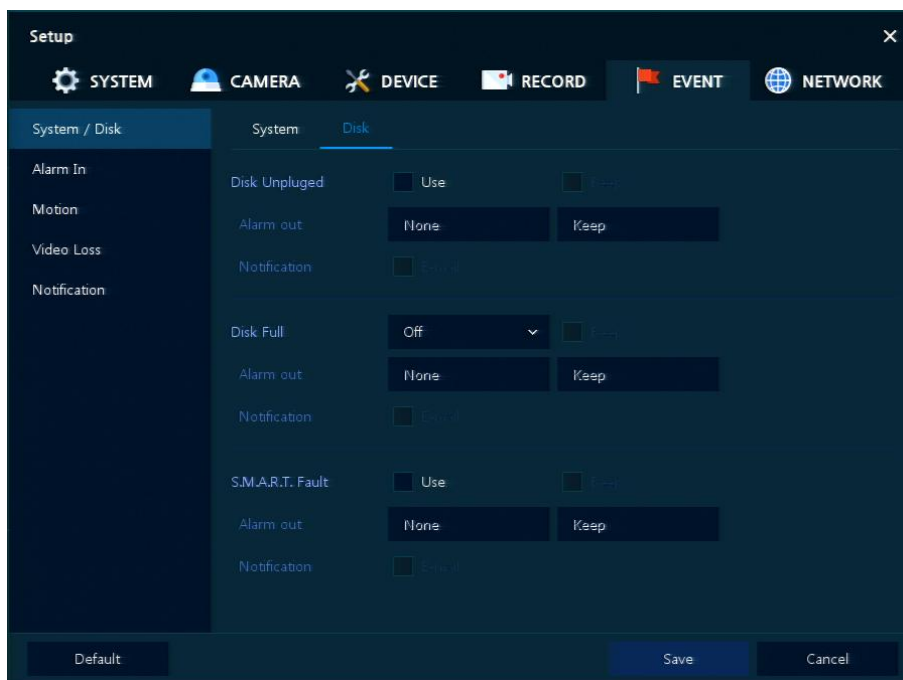 Setup
SYSTEM CAMERA DEVICE RECORD EVENT NETWORK
System / Disk
Alarm In
Motion
Video Loss
Notification
System Disk
Disk Unpluged Use
Alarm out None Keep
Notification
Disk Full Off
Alarm out None Keep
Notification
S.M.A.R.T. Fault Use
Alarm out None Keep
Notification
Default Save Cancel